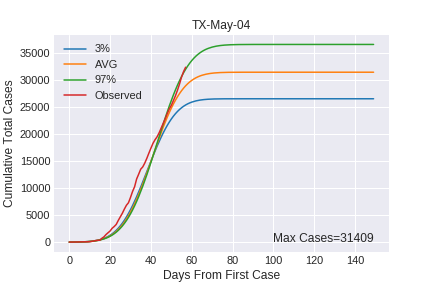 TX-May-04
3%
AVG
97%
Observed
Cumulative Total Cases
35000
30000
25000
20000
15000
10000
5000
0
Max Cases=31409
0 20 40 60 80 100 120 140
Days From First Case